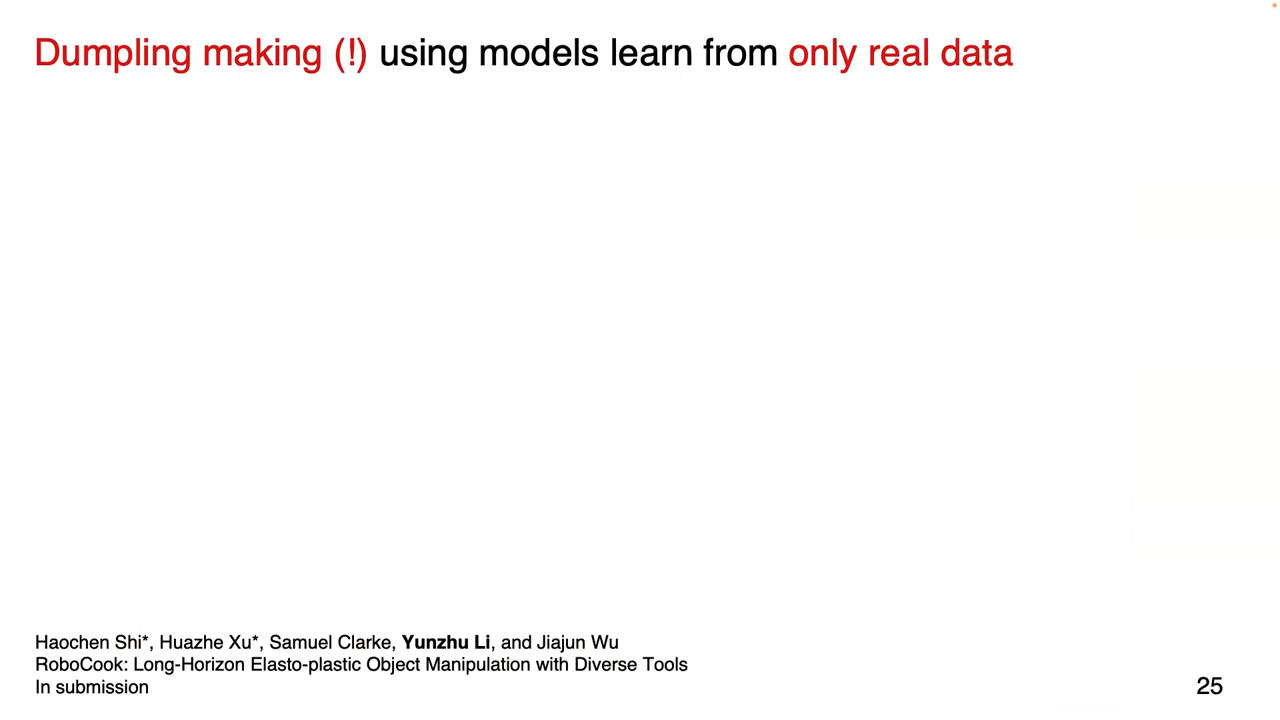 Dumpling making (!) using models learn from only real data
Haochen Shi*, Huazhe Xu*, Samuel Clarke, Yunzhu Li, and Jiajun Wu
RoboCook: Long-Horizon Elasto-plastic Object Manipulation with Diverse Tools
In submission
25